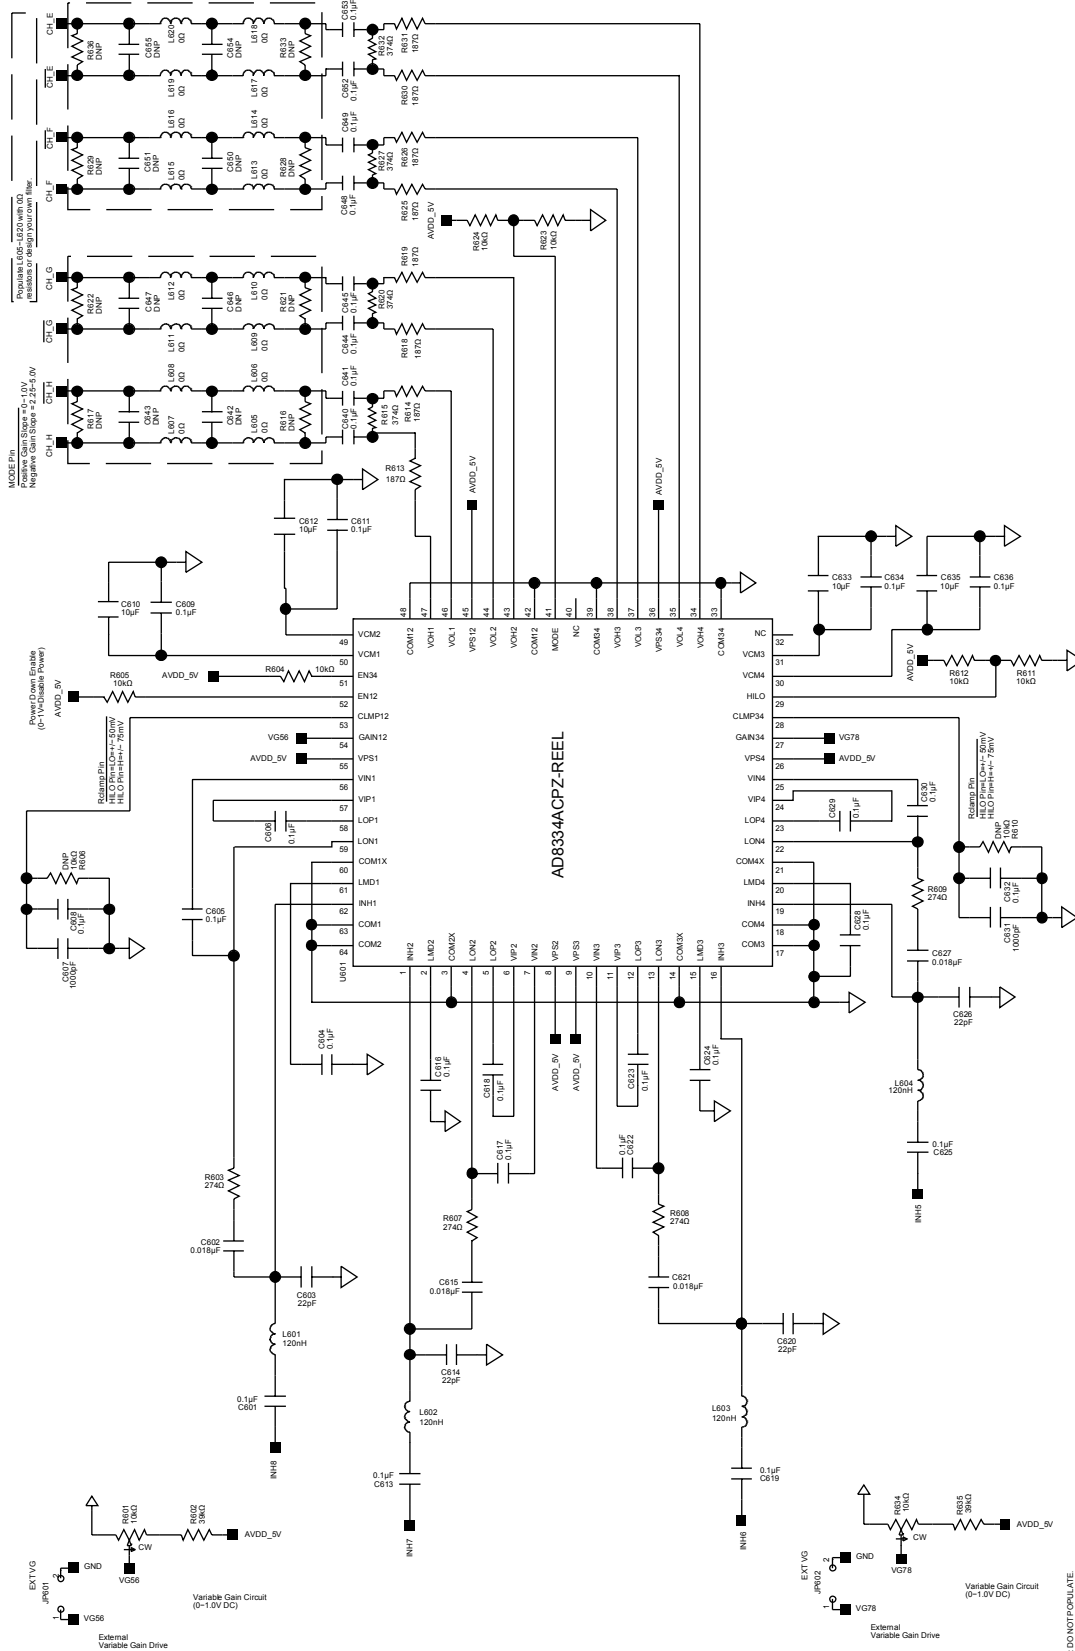 CH_E
R636
DNP
C655
DNP
L620
0Ω
C654
DNP
L618
0Ω
R633
DNP
C653
0.1µF
R632
374Ω
R631
187Ω
CH_E
L619
0Ω
L617
0Ω
C652
0.1µF
R630
187Ω
CH_F
R629
DNP
C651
DNP
L616
0Ω
L615
0Ω
C650
DNP
L614
0Ω
L613
0Ω
R628
DNP
C649
0.1µF
C648
0.1µF
R627
374Ω
R626
187Ω
R625
187Ω
CH_F
Populate L605–L620 with 0Ω
resistors or design your own filter.
AVDD_5V
R624
10kΩ
R623
10kΩ
CH_G
R622
DNP
C647
DNP
L612
0Ω
L611
0Ω
C646
DNP
L610
0Ω
L609
0Ω
R621
DNP
C645
0.1µF
C644
0.1µF
R620
374Ω
R619
187Ω
R618
187Ω
CH_G
CH_H
R617
DNP
C643
DNP
L608
0Ω
L607
0Ω
C642
DNP
L606
0Ω
L605
0Ω
R616
DNP
C641
0.1µF
C640
0.1µF
R615
374Ω
R614
187Ω
CH_H
R613
187Ω
MODE Pin
Positive Gain Slope = 0–1.0V
Negative Gain Slope = 2.25–5.0V
AVDD_5V
AVDD_5V
C612
10µF
C611
0.1µF
C610
10µF
C609
0.1µF
C633
10µF
C634
0.1µF
C635
10µF
C636
0.1µF
48
47
46
45
44
43
42
41
40
39
38
37
36
35
34
33
COM12
VOH1
VOL1
VPS12
VOL2
VOH2
COM12
MODE
NC
COM34
VOH3
VOL3
VPS34
VOL4
VOH4
COM34
Power Down Enable
(0–1V=Disable Power)
AVDD_5V
R605
10kΩ
AVDD_5V
R604
10kΩ
VG56
AVDD_5V
VCM2
49
VCM1
50
EN34
51
EN12
52
CLMP12
53
GAIN12
54
VPS1
55
VIN1
56
VIP1
57
LOP1
58
LON1
59
COM1X
60
LMD1
61
INH1
62
COM1
63
COM2
64
U601
AD8334ACPZ-REEL
NC
32
VCM3
31
VCM4
30
HILO
29
CLMP34
28
GAIN34
27
VPS4
26
VIN4
25
VIP4
24
LOP4
23
LON4
22
COM4X
21
LMD4
20
INH4
19
COM4
18
COM3
17
AVDD_5V
R612
10kΩ
R611
10kΩ
VG78
AVDD_5V
Rclamp Pin
HILO Pin=LO=+/– 50mV
HILO Pin=H=+/– 75mV
Rclamp Pin
HILO Pin=LO=+/– 50mV
HILO Pin=H=+/– 75mV
C606
0.1µF
C629
0.1µF
C630
0.1µF
DNP
10kΩ
R606
C608
0.1µF
C607
1000pF
C605
0.1µF
DNP
10kΩ
R610
C632
0.1µF
C631
1000pF
R609
274Ω
C628
0.1µF
C627
0.018µF
C626
22pF
INH2
LMD2
COM2X
LON2
LOP2
VIP2
VIN2
VPS2
VPS3
VIN3
VIP3
LOP3
LON3
COM3X
LMD3
INH3
1
2
3
4
5
6
7
8
9
10
11
12
13
14
15
16
C604
0.1µF
C616
0.1µF
C618
0.1µF
AVDD_5V
AVDD_5V
C623
0.1µF
C624
0.1µF
L604
120nH
0.1µF
C625
INH5
C617
0.1µF
0.1µF
C622
R603
274Ω
C602
0.018µF
C603
22pF
R607
274Ω
C615
0.018µF
R608
274Ω
C621
0.018µF
L601
120nH
0.1µF
C601
INH8
C614
22pF
L602
120nH
0.1µF
C613
INH7
C620
22pF
L603
120nH
0.1µF
C619
INH6
R601
10kΩ
R602
39kΩ
AVDD_5V
CW
VG56
EXT VG
GND
2
JP601
1
VG56
Variable Gain Circuit
(0–1.0V DC)
External
Variable Gain Drive
R634
10kΩ
R635
39kΩ
AVDD_5V
CW
VG78
EXT VG
GND
2
JP602
1
VG78
Variable Gain Circuit
(0–1.0V DC)
External
Variable Gain Drive
DO NOT POPULATE.